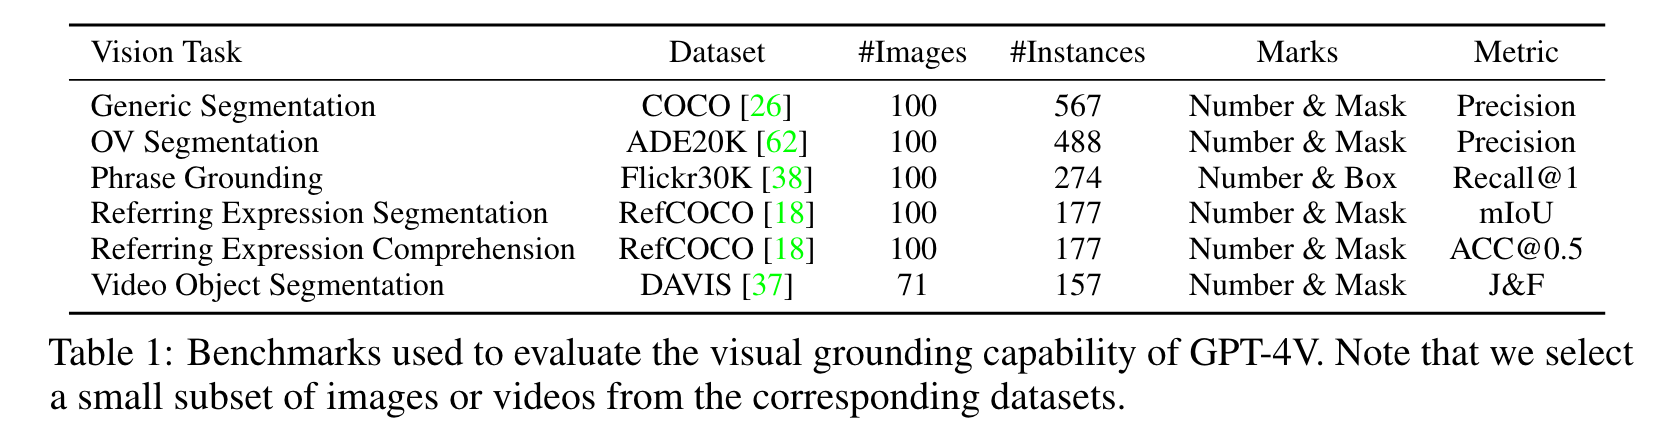 Vision Task Dataset #Images #Instances Marks Metric
Generic Segmentation COCO [26] 100 567 Number & Mask Precision
OV Segmentation ADE20K [62] 100 488 Number & Mask Precision
Phrase Grounding Flickr30K [38] 100 274 Number & Box Recall@1
Referring Expression Segmentation RefCOCO [18] 100 177 Number & Mask mIoU
Referring Expression Comprehension RefCOCO [18] 100 177 Number & Mask ACC@0.5
Video Object Segmentation DAVIS [37] 71 157 Number & Mask J&F
Table 1: Benchmarks used to evaluate the visual grounding capability of GPT-4V. Note that we select
a small subset of images or videos from the corresponding datasets.